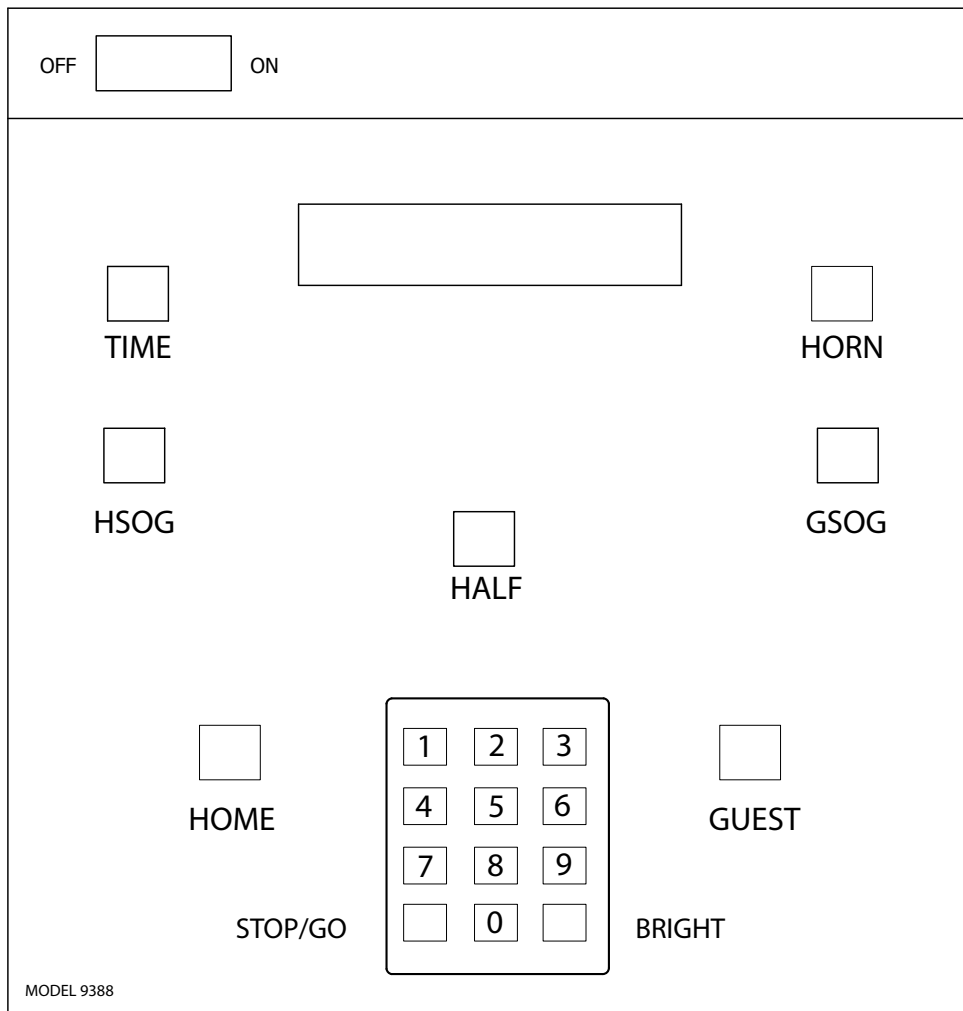 OFF ON
TIME HORN
HSOG GSOG
HALF
1 2 3
HOME 4 5 6 GUEST
7 8 9
STOP/GO 0 BRIGHT
MODEL 9388